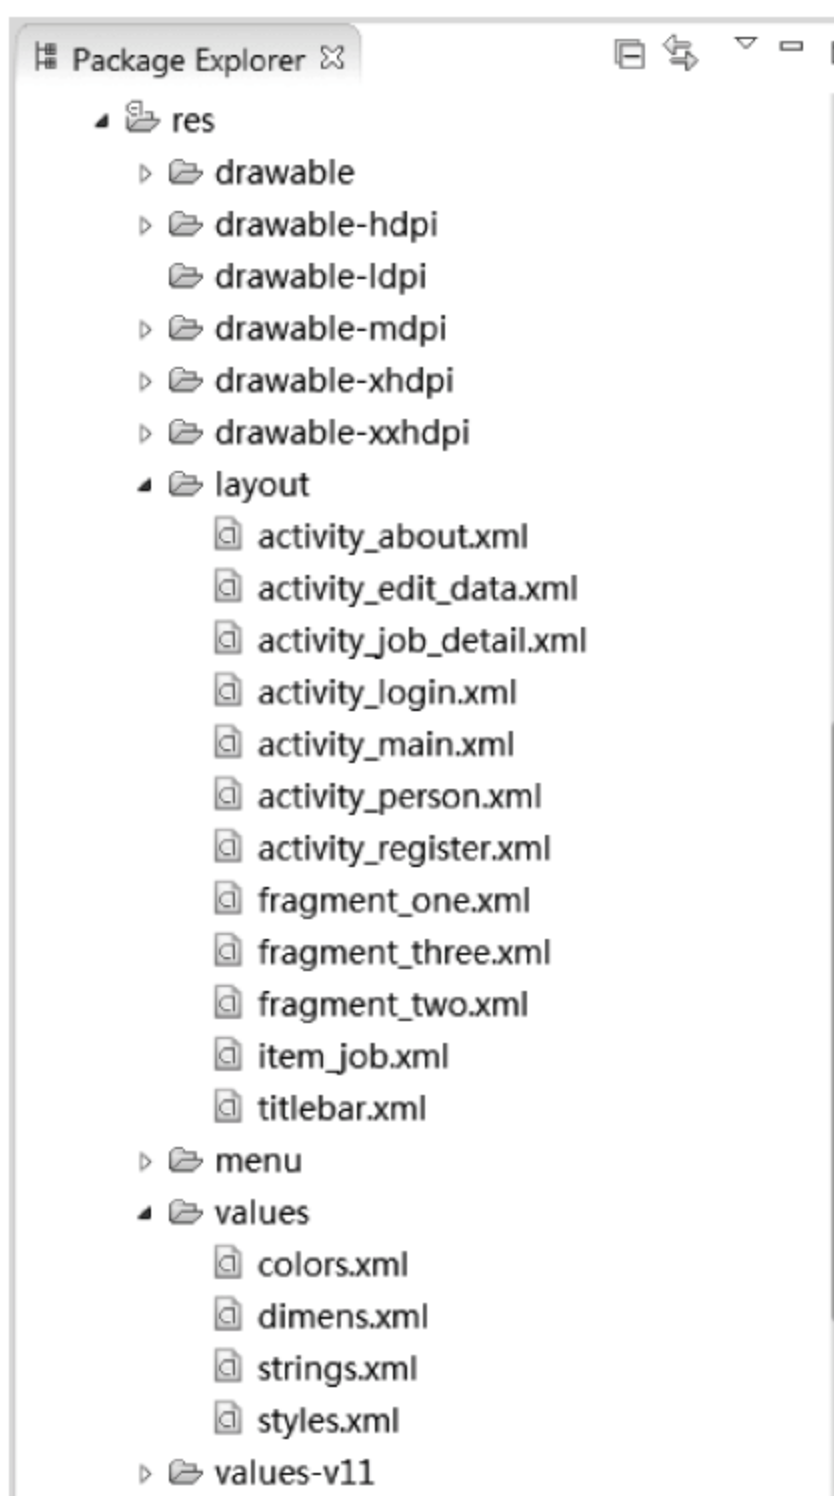 Package Explorer
res
drawable
drawable-hdpi
drawable-ldpi
drawable-mdpi
drawable-xhdpi
drawable-xxhdpi
layout
activity_about.xml
activity_edit_data.xml
activity_job_detail.xml
activity_login.xml
activity_main.xml
activity_person.xml
activity_register.xml
fragment_one.xml
fragment_three.xml
fragment_two.xml
item_job.xml
titlebar.xml
menu
values
colors.xml
dimens.xml
strings.xml
styles.xml
values-v11